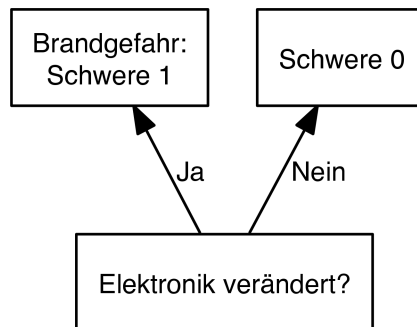 Brandgefahr:
Schwere 1
Schwere 0
Ja
Nein
Elektronik verändert?